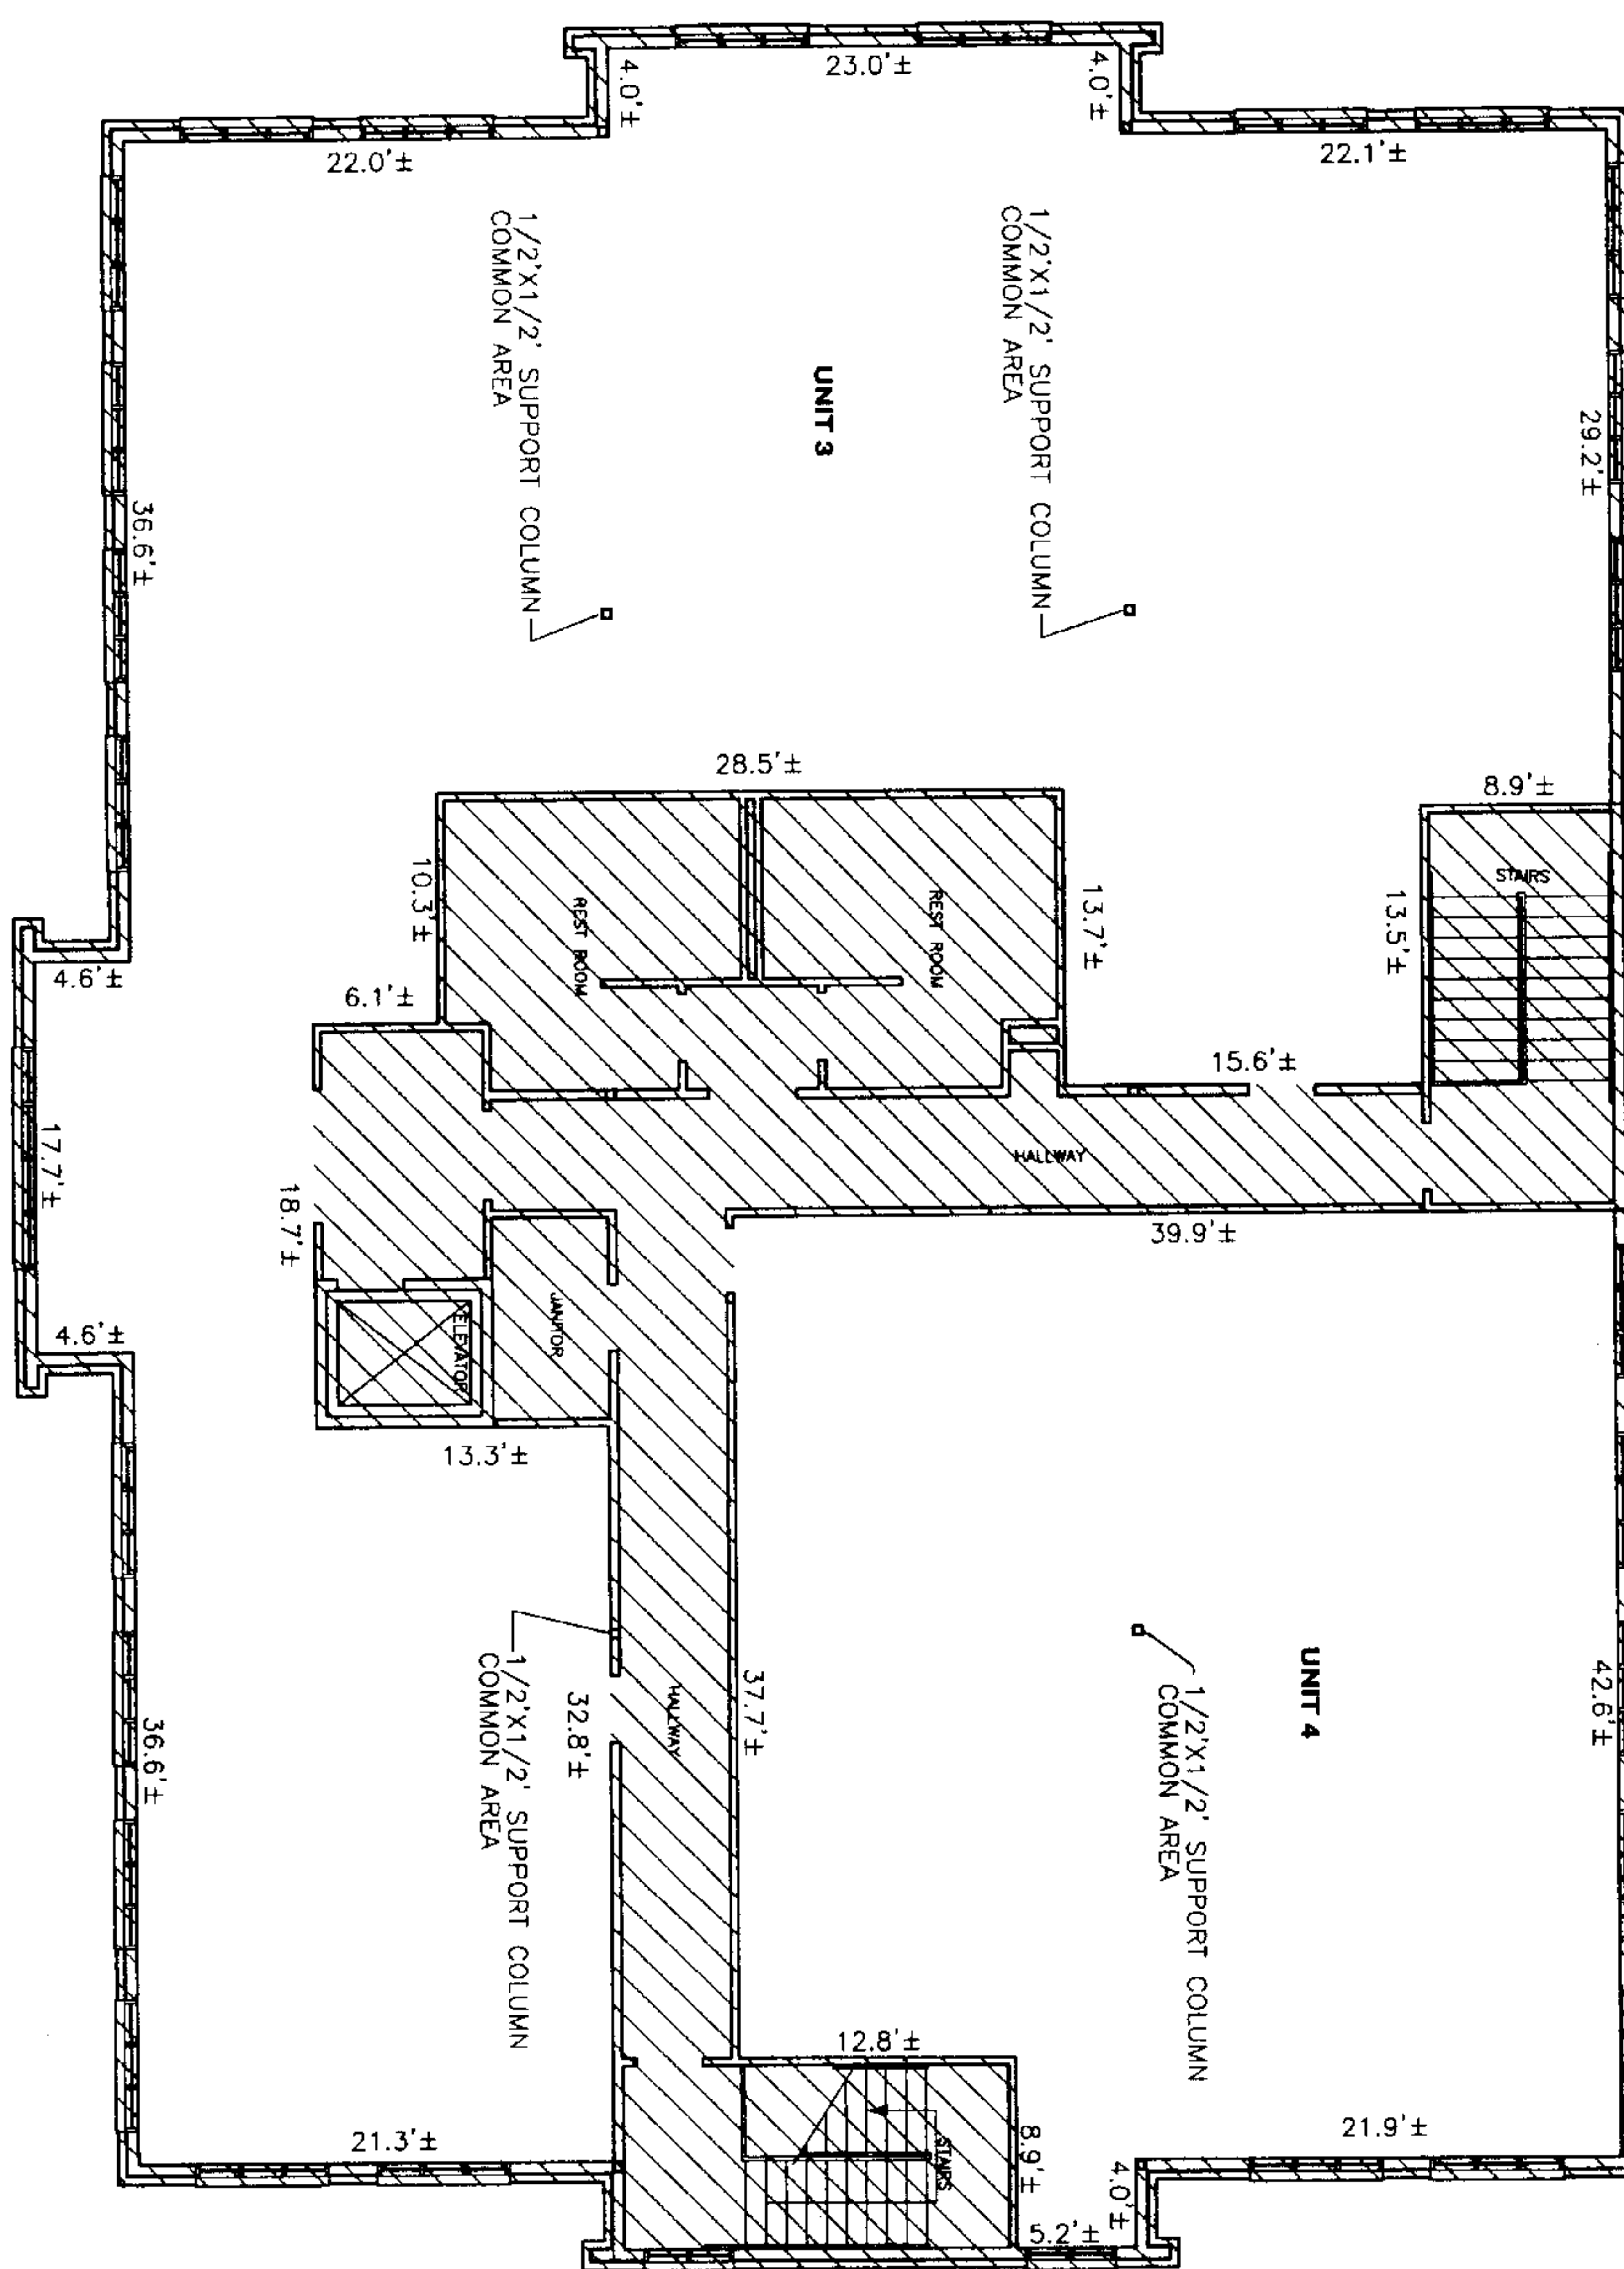 23.0'±
4.0'±
4.0'±
22.0'±
22.1'±
1/2'X1/2' SUPPORT COLUMN
COMMON AREA
1/2'X1/2' SUPPORT COLUMN
COMMON AREA
UNIT 3
29.2'±
36.6'±
28.5'±
8.9'±
10.3'±
REST ROOM
REST ROOM
13.7'±
13.5'±
STAIRS
4.6'±
6.1'±
15.6'±
17.7'±
18.7'±
HALLWAY
39.9'±
4.6'±
ELEVATOR
JANITOR
13.3'±
36.6'±
1/2'X1/2' SUPPORT COLUMN
COMMON AREA
32.8'±
HALLWAY
37.7'±
1/2'X1/2' SUPPORT COLUMN
COMMON AREA
UNIT 4
42.6'±
12.8'±
21.3'±
STAIRS
8.9'±
4.0'±
21.9'±
5.2'±